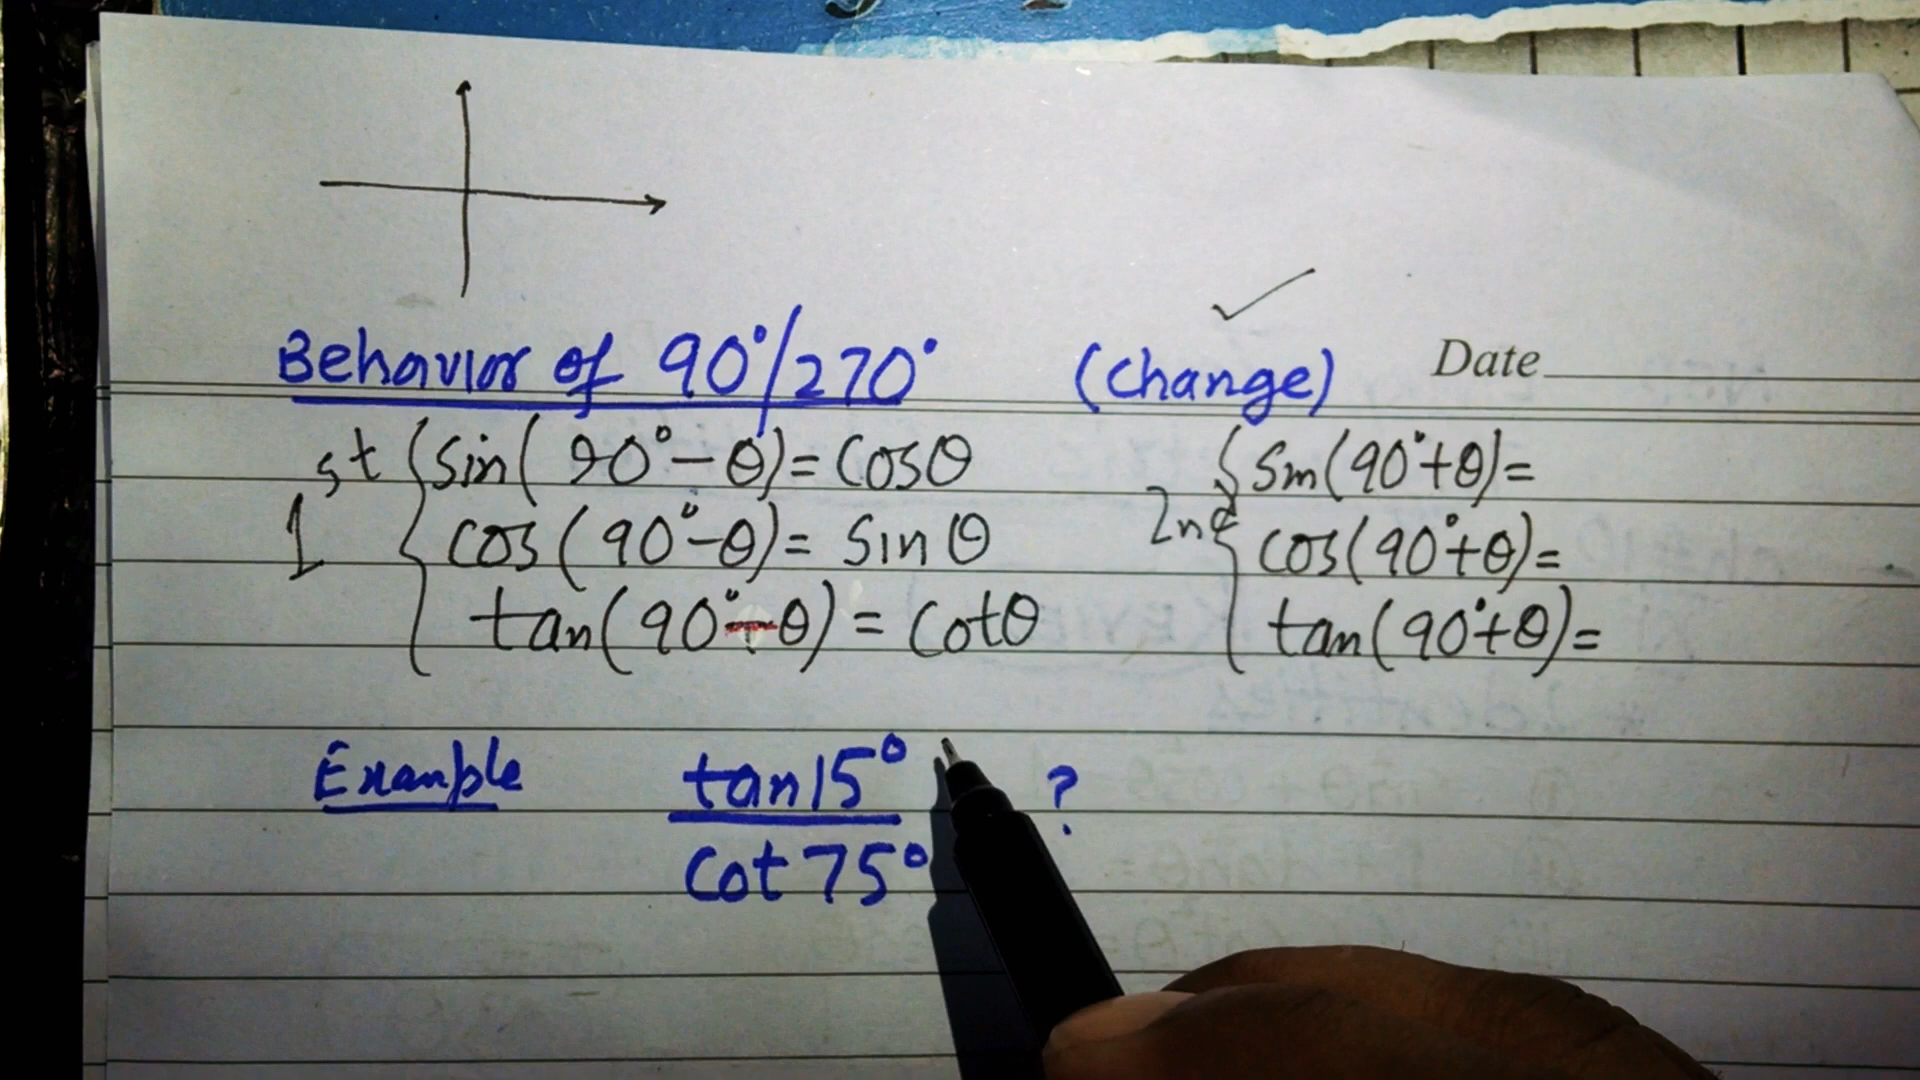 Behavior of 90°/270° (change) Date
1st { sin(90°-θ)=cosθ
cos(90°-θ)= sinθ
tan(90°-θ)= cotθ
2nd { sin(90°+θ)=
cos(90°+θ)=
tan(90°+θ)=
Example tan15° / cot75° ?